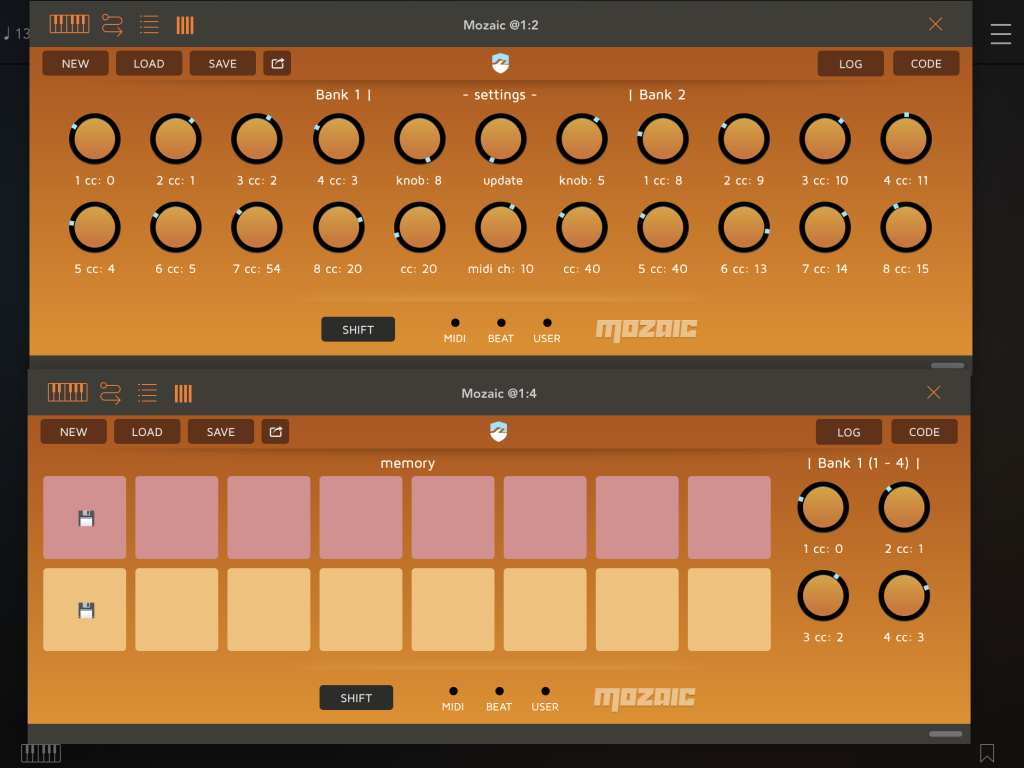 ♩ 13
Mozaic @1:2
NEW LOAD SAVE LOG CODE
Bank 1 | - settings - | Bank 2
1 cc: 0 2 cc: 1 3 cc: 2 4 cc: 3 knob: 8 update knob: 5 1 cc: 8 2 cc: 9 3 cc: 10 4 cc: 11
5 cc: 4 6 cc: 5 7 cc: 54 8 cc: 20 cc: 20 midi ch: 10 cc: 40 5 cc: 40 6 cc: 13 7 cc: 14 8 cc: 15
SHIFT MIDI BEAT USER MOZAIC
Mozaic @1:4
NEW LOAD SAVE LOG CODE
memory | Bank 1 (1 - 4) |
1 cc: 0 2 cc: 1
3 cc: 2 4 cc: 3
SHIFT MIDI BEAT USER MOZAIC